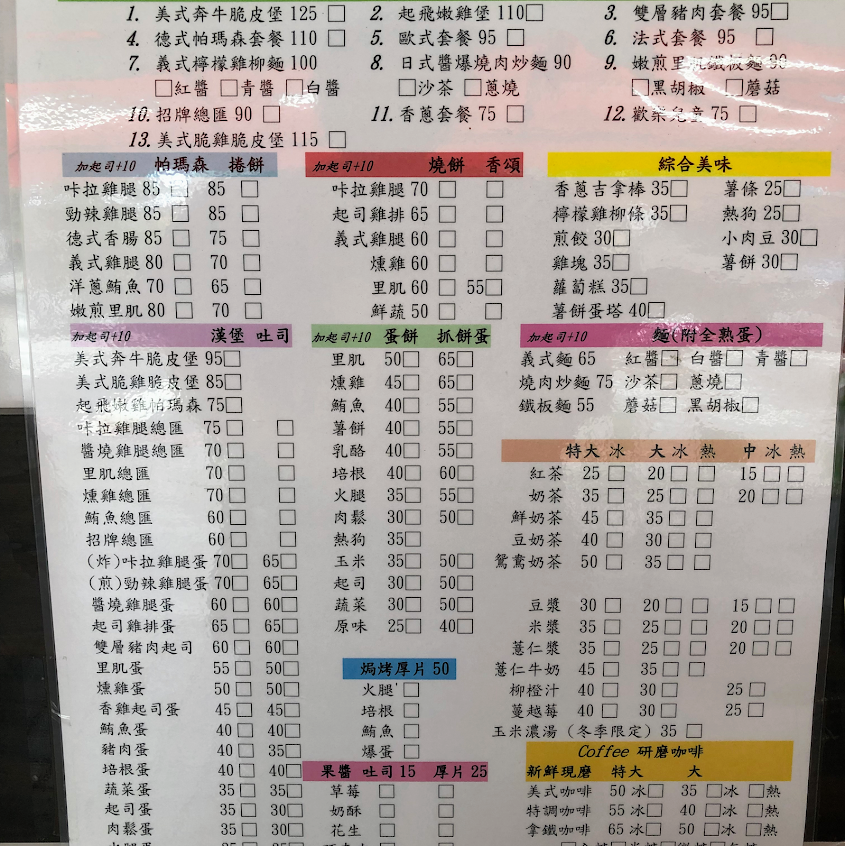 1. 美式奔牛脆皮堡 125 □ 2. 起飛嫩雞堡 110□ 3. 雙層豬肉套餐 95□
4. 德式帕瑪森套餐 110 □ 5. 歐式套餐 95 □ 6. 法式套餐 95 □
7. 義式檸檬雞柳麵 100 8. 日式醬爆燒肉炒麵 90 9. 嫩煎里肌鐵板麵 90
□紅醬 □青醬 □白醬 □沙茶 □蔥燒 □黑胡椒 □蘑菇
10. 招牌總匯 90 □ 11. 香蔥套餐 75 □ 12. 歡樂兒童 75 □
13. 美式脆雞脆皮堡 115 □
加起司+10 帕瑪森 捲餅
咔拉雞腿 85 □ 85 □
勁辣雞腿 85 □ 85 □
德式香腸 85 □ 75 □
義式雞腿 80 □ 70 □
洋蔥鮪魚 70 □ 65 □
嫩煎里肌 80 □ 70 □
加起司+10 燒餅 香頌
咔拉雞腿 70 □ □
起司雞排 65 □ □
義式雞腿 60 □ □
燻雞 60 □ □
里肌 60 □ 55□
鮮蔬 50 □ □
綜合美味
香蔥吉拿棒 35□ 薯條 25□
檸檬雞柳條 35□ 熱狗 25□
煎餃 30□ 小肉豆 30□
雞塊 35□ 薯餅 30□
蘿蔔糕 35□
薯餅蛋塔 40□
加起司+10 漢堡 吐司
美式奔牛脆皮堡 95□
美式脆雞脆皮堡 85□
起飛嫩雞帕瑪森 75□
咔拉雞腿總匯 75 □ □
醬燒雞腿總匯 70 □ □
里肌總匯 70 □ □
燻雞總匯 70 □ □
鮪魚總匯 60 □ □
招牌總匯 60 □ □
(炸)咔拉雞腿蛋 70□ 65□
(煎)勁辣雞腿蛋 70□ 65□
醬燒雞腿蛋 60 □ 60□
起司雞排蛋 65 □ 60□
雙層豬肉起司 60 □ 60□
里肌蛋 55 □ 50□
燻雞蛋 50 □ 50□
香雞起司蛋 45 □ 45□
鮪魚蛋 40 □ 40□
豬肉蛋 40 □ 35□
培根蛋 40 □ 40□
蔬菜蛋 35 □ 35□
起司蛋 35 □ 30□
肉鬆蛋 35 □ 30□
加起司+10 蛋餅 抓餅蛋
里肌 50□ 65□
燻雞 45□ 65□
鮪魚 40□ 55□
薯餅 40□ 55□
乳酪 40□ 55□
培根 40□ 60□
火腿 35□ 55□
肉鬆 30□ 50□
熱狗 35□
玉米 35□ 50□
起司 30□ 50□
蔬菜 30□ 50□
原味 25□ 40□
焗烤厚片 50
火腿 □
培根 □
鮪魚 □
爆蛋 □
果醬 吐司 15 厚片 25
草莓 □ □
奶酥 □ □
花生 □ □
加起司+10 麵(附全熟蛋)
義式麵 65 紅醬□ 白醬□ 青醬□
燒肉炒麵 75 沙茶□ 蔥燒□
鐵板麵 55 蘑菇□ 黑胡椒□
特大 冰 大 冰 熱 中 冰 熱
紅茶 25 □ 20 □ □ 15 □ □
奶茶 35 □ 25 □ □ 20 □ □
鮮奶茶 45 □ 35 □ □
豆奶茶 40 □ 30 □ □
鴛鴦奶茶 50 □ 35 □ □
豆漿 30 □ 20 □ □ 15 □ □
米漿 35 □ 25 □ □ 20 □ □
薏仁漿 35 □ 25 □ □ 20 □ □
薏仁牛奶 45 □ 35 □ □
柳橙汁 40 □ 30 □ 25 □
蔓越莓 40 □ 30 □ 25 □
玉米濃湯 (冬季限定) 35 □
Coffee 研磨咖啡
新鮮現磨 特大 大
美式咖啡 50 冰□ 35 □冰 □熱
特調咖啡 55 冰□ 40 □冰 □熱
拿鐵咖啡 65 冰□ 50 □冰 □熱